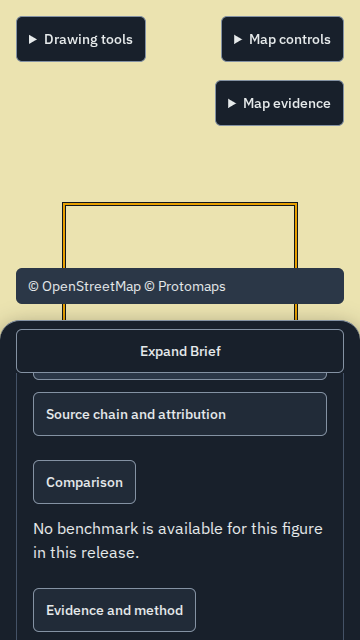 Drawing tools
Map controls
Map evidence
© OpenStreetMap © Protomaps
Expand Brief
Source chain and attribution
Comparison
No benchmark is available for this figure
in this release.
Evidence and method